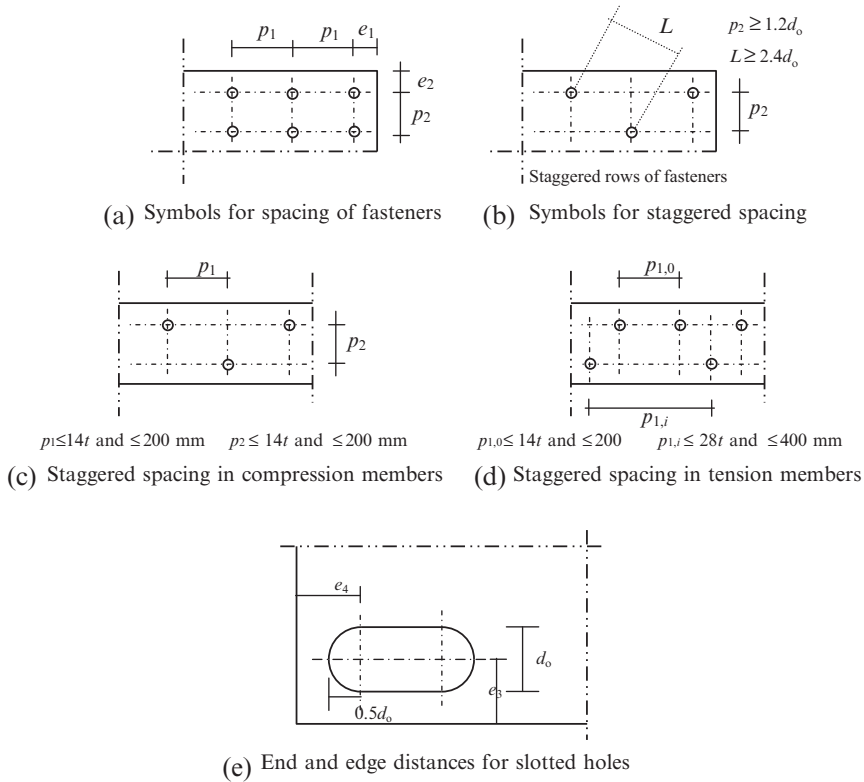 p₁ p₁ e₁
e₂
p₂
L
p₂ ≥ 1.2dₒ
L ≥ 2.4dₒ
p₂
Staggered rows of fasteners
(a) Symbols for spacing of fasteners
(b) Symbols for staggered spacing
p₁
p₂
p₁,₀
p₁,ᵢ
p₁≤14t and ≤200 mm p₂ ≤ 14t and ≤200 mm
p₁,₀≤ 14t and ≤200 p₁,ᵢ≤ 28t and ≤400 mm
(c) Staggered spacing in compression members
(d) Staggered spacing in tension members
e₄
dₒ
e₃
0.5dₒ
(e) End and edge distances for slotted holes